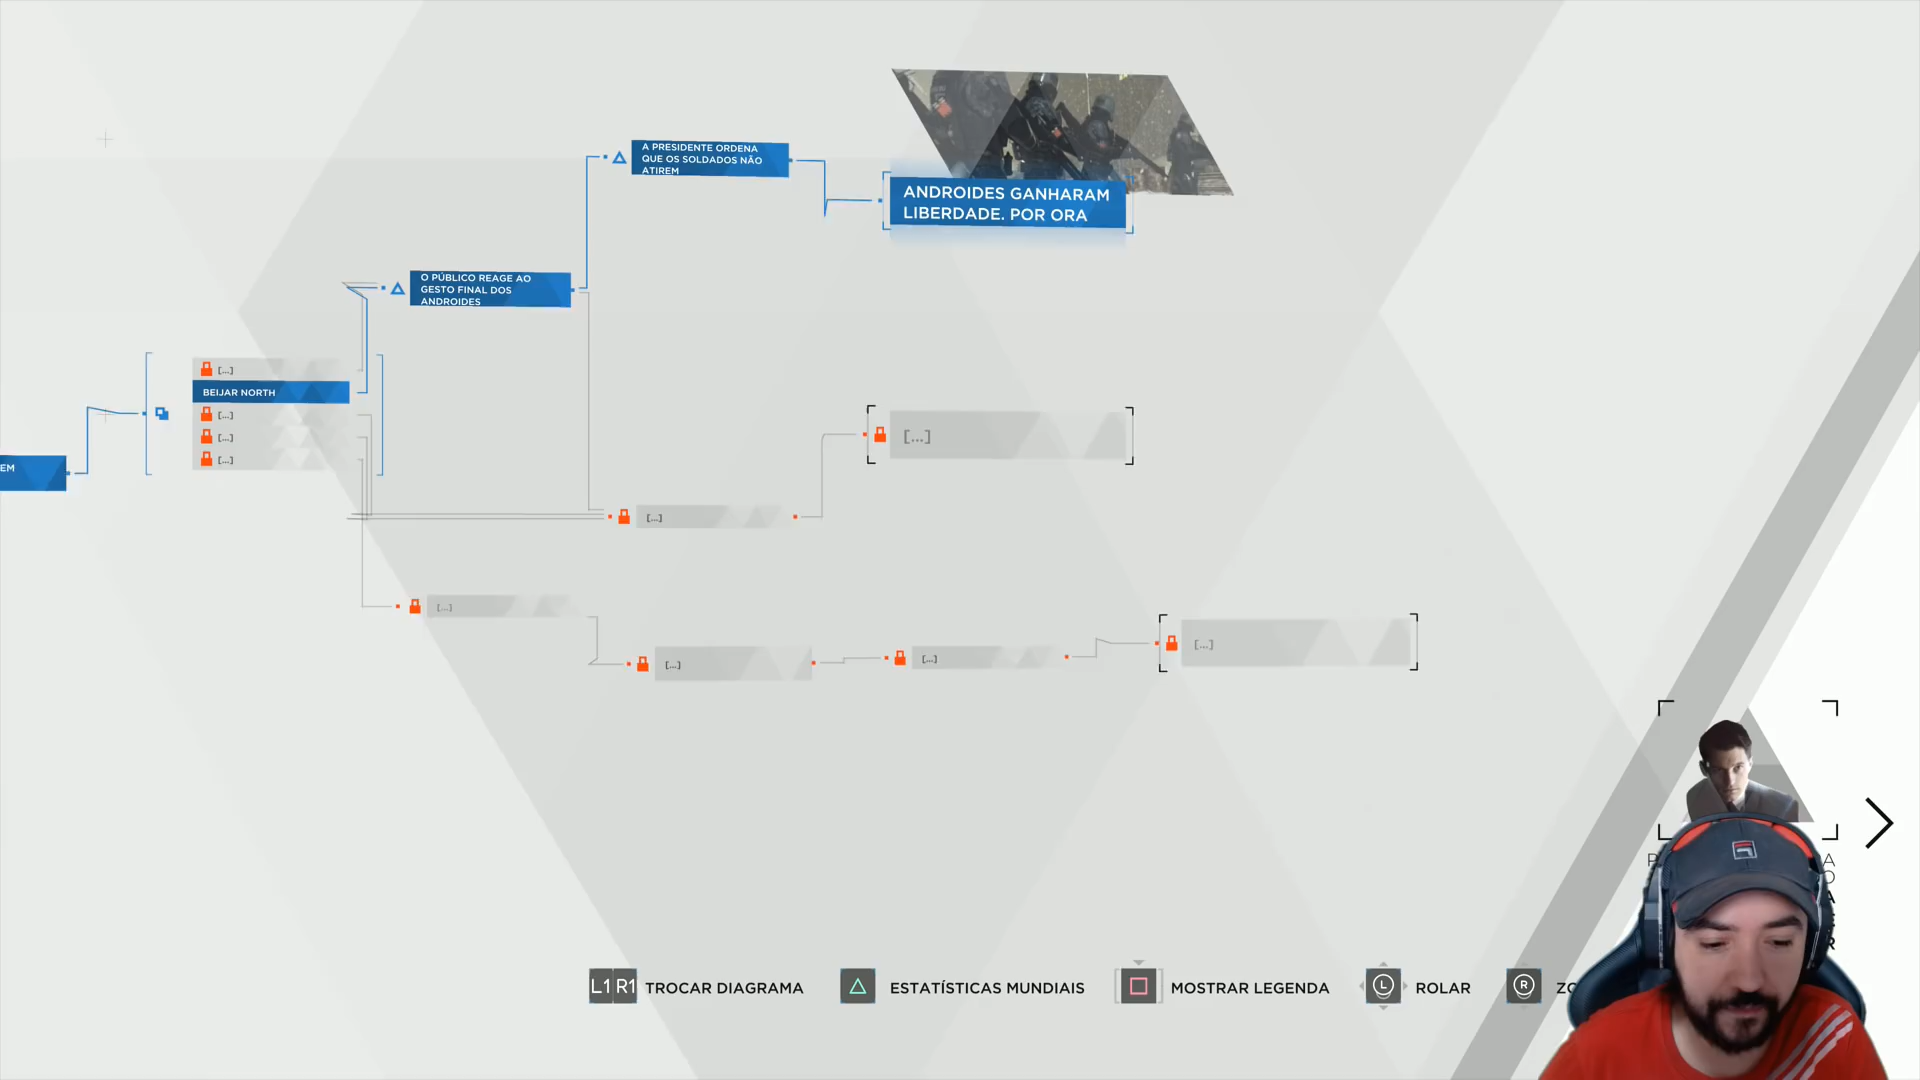 A PRESIDENTE ORDENA
QUE OS SOLDADOS NÃO
ATIREM
ANDROIDES GANHARAM
LIBERDADE. POR ORA
O PÚBLICO REAGE AO
GESTO FINAL DOS
ANDROIDES
[...]
BEIJAR NORTH
[...]
[...]
[...]
[...]
EM
[...]
[...]
[...]
[...]
[...]
L1 R1 TROCAR DIAGRAMA
ESTATÍSTICAS MUNDIAIS
MOSTRAR LEGENDA
L ROLAR
R